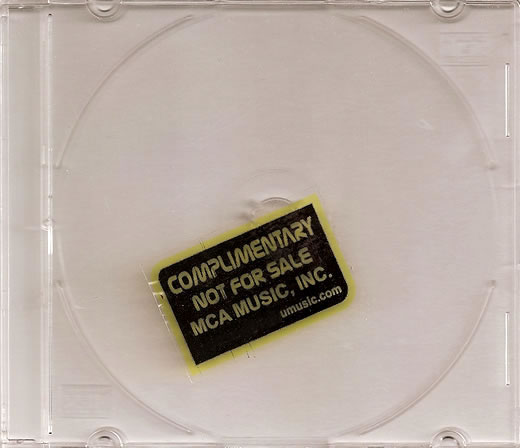 COMPLIMENTARY
NOT FOR SALE
MCA MUSIC, INC.
umusic.com